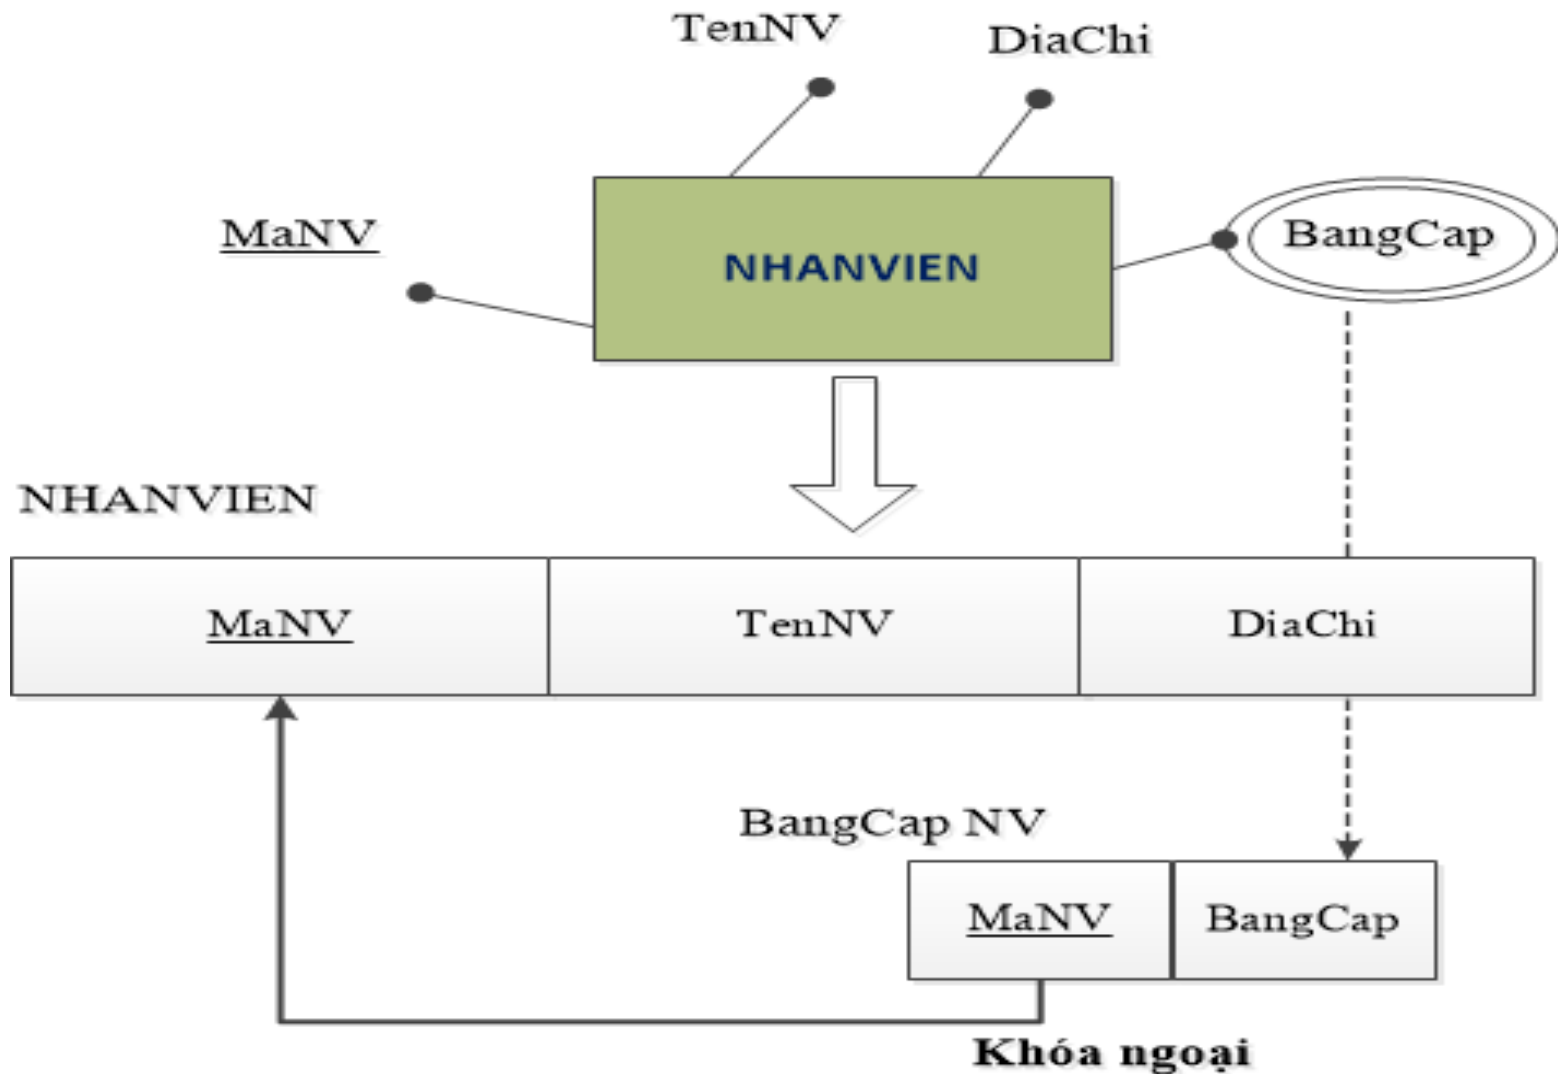 TenNV
DiaChi
MaNV
NHANVIEN
BangCap
NHANVIEN
MaNV
TenNV
DiaChi
BangCap NV
MaNV
BangCap
Khóa ngoại